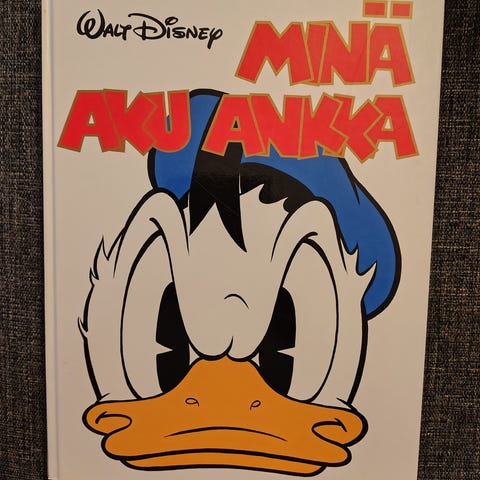 WALT DISNEY
MINÄ
AKU ANKKA